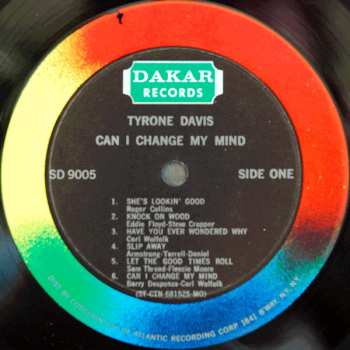 DAKAR
RECORDS
TYRONE DAVIS
CAN I CHANGE MY MIND
SD 9005
SIDE ONE
1. SHE'S LOOKIN' GOOD
Roger Collins
2. KNOCK ON WOOD
Eddie Floyd-Steve Cropper
3. HAVE YOU EVER WONDERED WHY
Carl Wolfolk
4. SLIP AWAY
Armstrong-Terrell-Daniel
5. LET THE GOOD TIMES ROLL
Sam Thread-Fleecie Moore
6. CAN I CHANGE MY MIND
Barry Despenza-Carl Wolfolk
(ST-CTN-681525-MO)
ATLANTIC RECORDING CORP 1841 B'WAY, N.Y., N.Y.